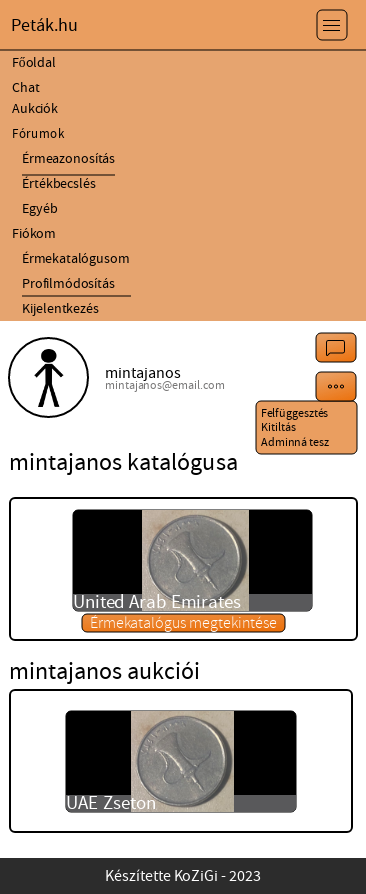 Peták.hu
Főoldal
Chat
Aukciók
Fórumok
Érmeazonosítás
Értékbecslés
Egyéb
Fiókom
Érmekatalógusom
Profilmódosítás
Kijelentkezés
mintajanos
mintajanos@email.com
Felfüggesztés
Kitiltás
Adminná tesz
mintajanos katalógusa
United Arab Emirates
Érmekatalógus megtekintése
mintajanos aukciói
UAE Zseton
Készítette KoZiGi - 2023